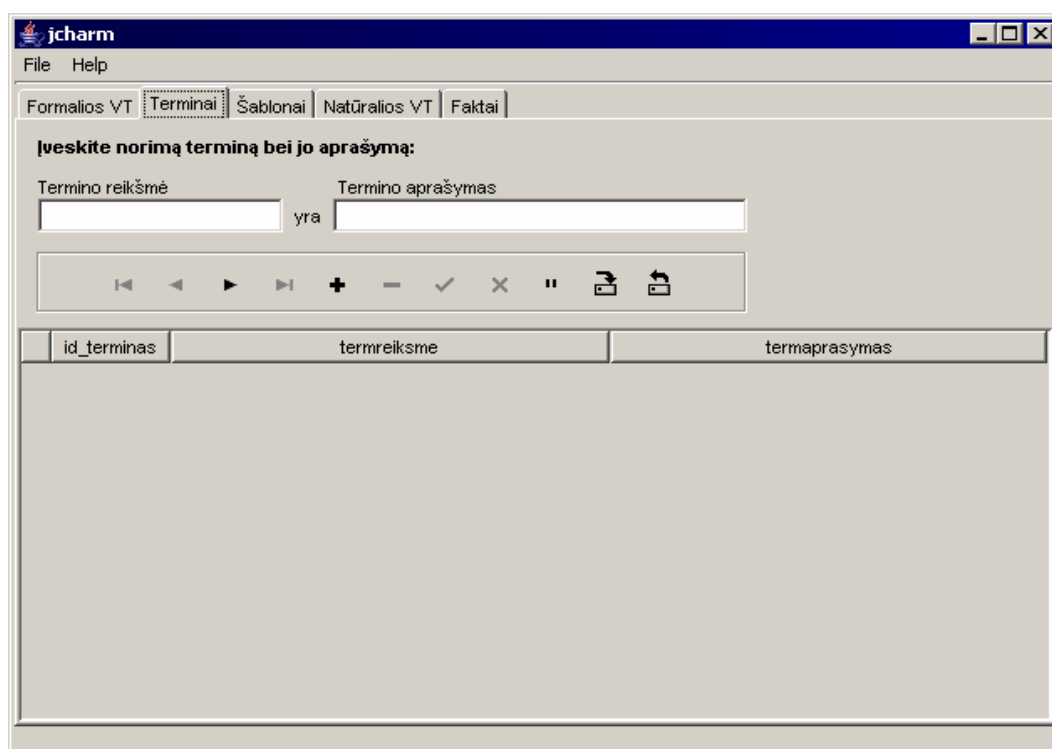 jcharm
File Help
Formalios VT Terminai Šablonai Natūralios VT Faktai
Įveskite norimą terminą bei jo aprašymą:
Termino reikšmė Termino aprašymas
yra
id_terminas termreiksme termaprasymas